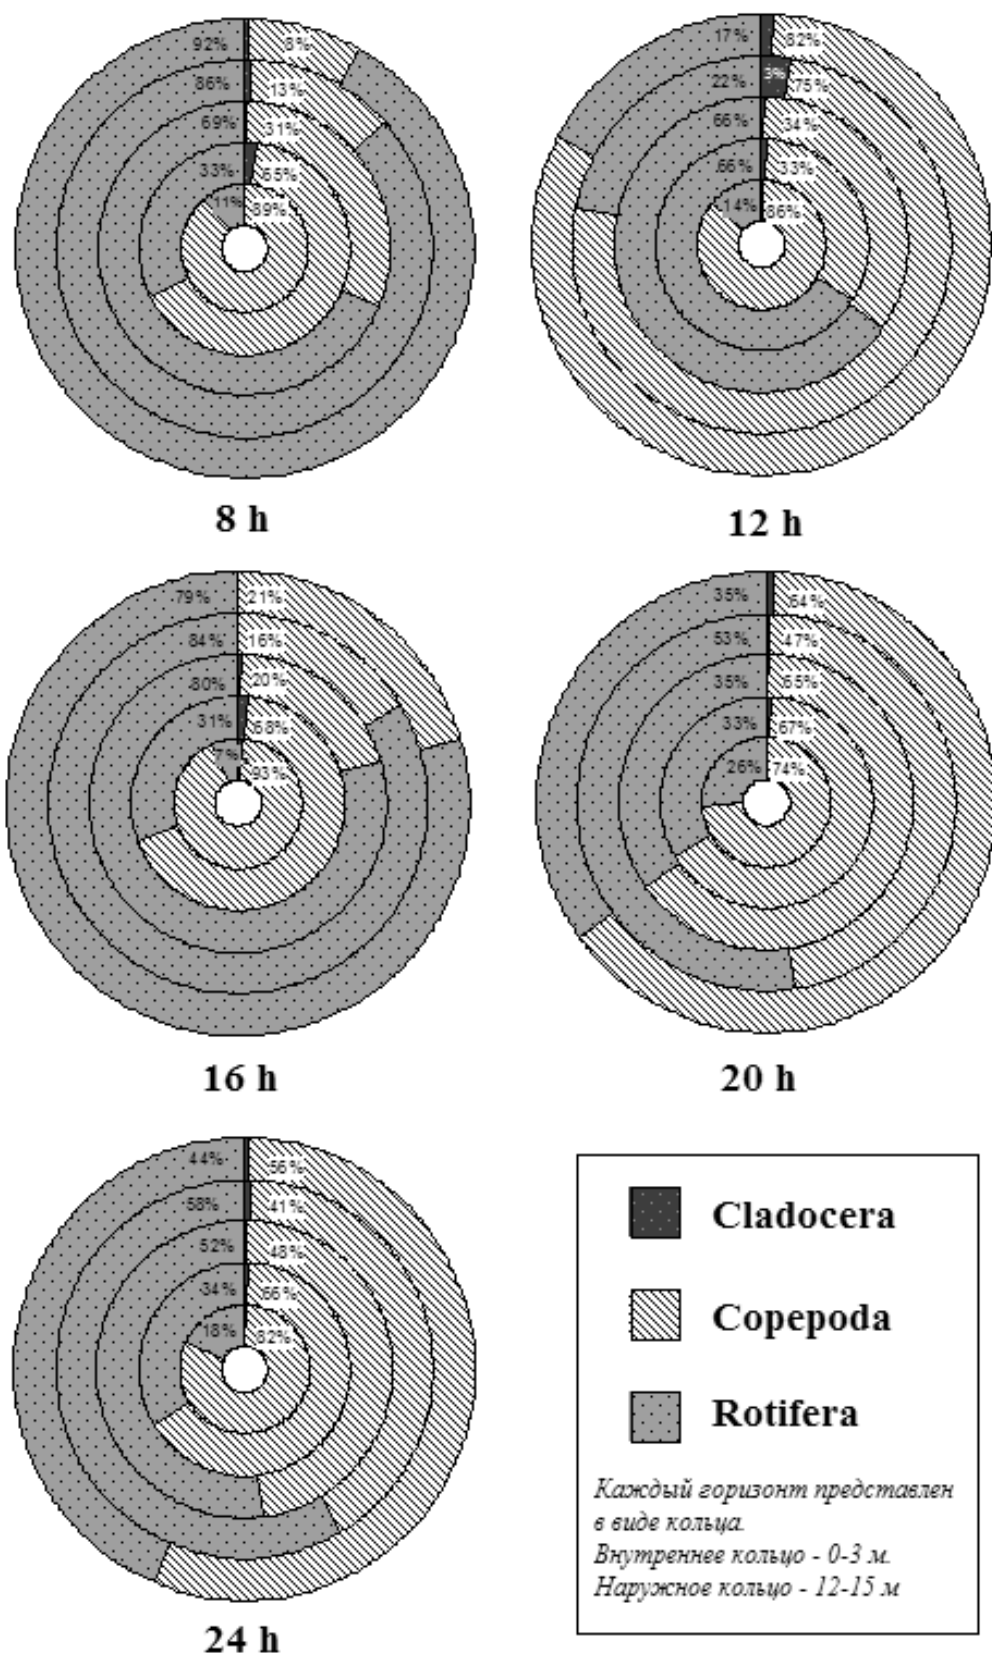 92% 8%
86% 13%
69% 31%
33% 65%
11% 89%
8 h
17% 82%
3%
22% 75%
66% 34%
66% 33%
14% 86%
12 h
79% 21%
84% 16%
80% 20%
31% 68%
7% 93%
16 h
35% 64%
53% 47%
35% 65%
33% 67%
26% 74%
20 h
44% 56%
58% 41%
52% 48%
34% 66%
18% 82%
24 h
Cladocera
Copepoda
Rotifera
Каждый горизонт представлен
в виде кольца.
Внутреннее кольцо - 0-3 м.
Наружное кольцо - 12-15 м